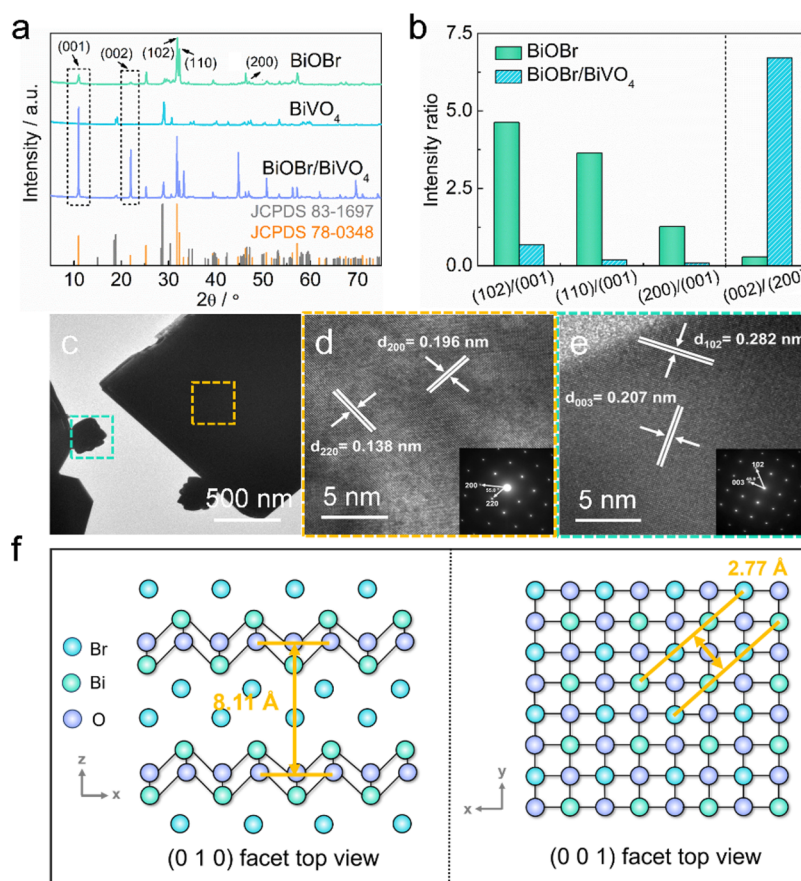 a
(001)
(002)
(102)
(110)
(200)
BiOBr
BiVO₄
BiOBr/BiVO₄
JCPDS 83-1697
JCPDS 78-0348
Intensity / a.u.
10 20 30 40 50 60 70
2θ / °
b
BiOBr
BiOBr/BiVO₄
Intensity ratio
7.5
5.0
2.5
0.0
(102)/(001)
(110)/(001)
(200)/(001)
(002)/(200)
c
500 nm
d
d₂₀₀= 0.196 nm
d₂₂₀= 0.138 nm
5 nm
200
220
e
d₁₀₂= 0.282 nm
d₀₀₃= 0.207 nm
5 nm
102
003
f
Br
Bi
O
8.11 Å
z
x
(0 1 0) facet top view
2.77 Å
y
x
(0 0 1) facet top view